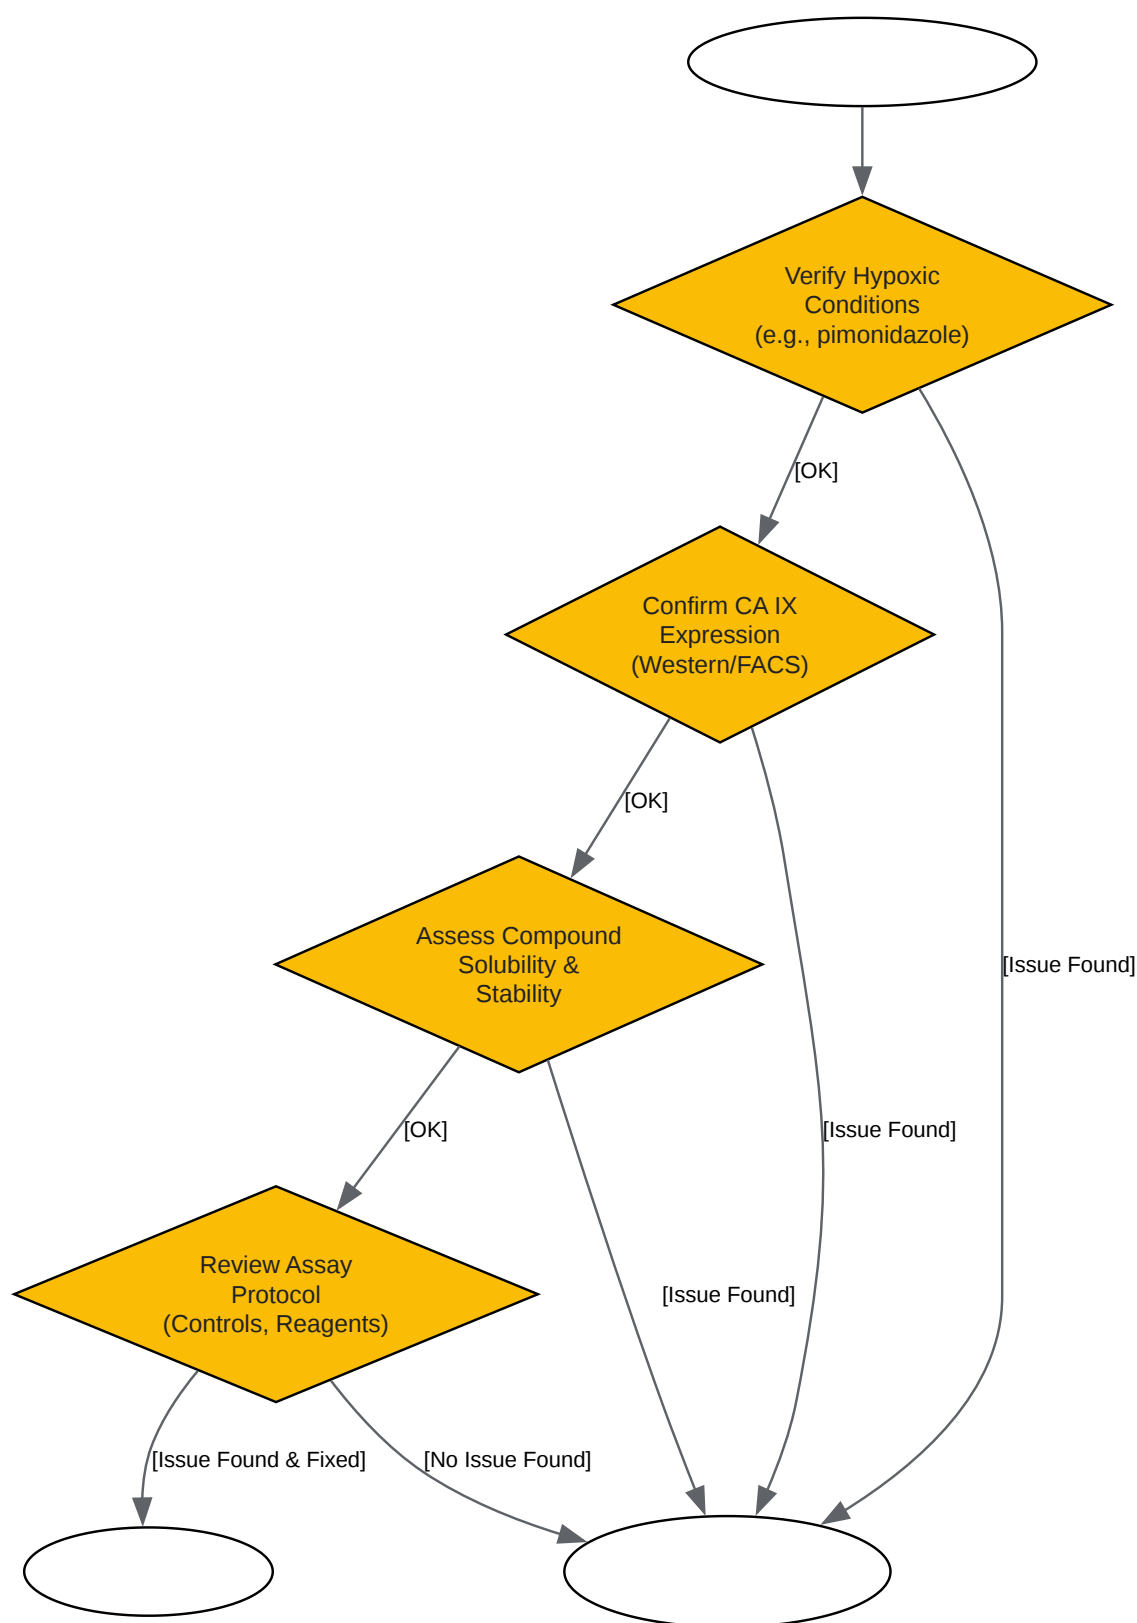 Verify Hypoxic
Conditions
(e.g., pimonidazole)
[OK]
Confirm CA IX
Expression
(Western/FACS)
[OK]
Assess Compound
Solubility &
Stability
[Issue Found]
[OK]
[Issue Found]
Review Assay
Protocol
(Controls, Reagents)
[Issue Found]
[Issue Found & Fixed]
[No Issue Found]